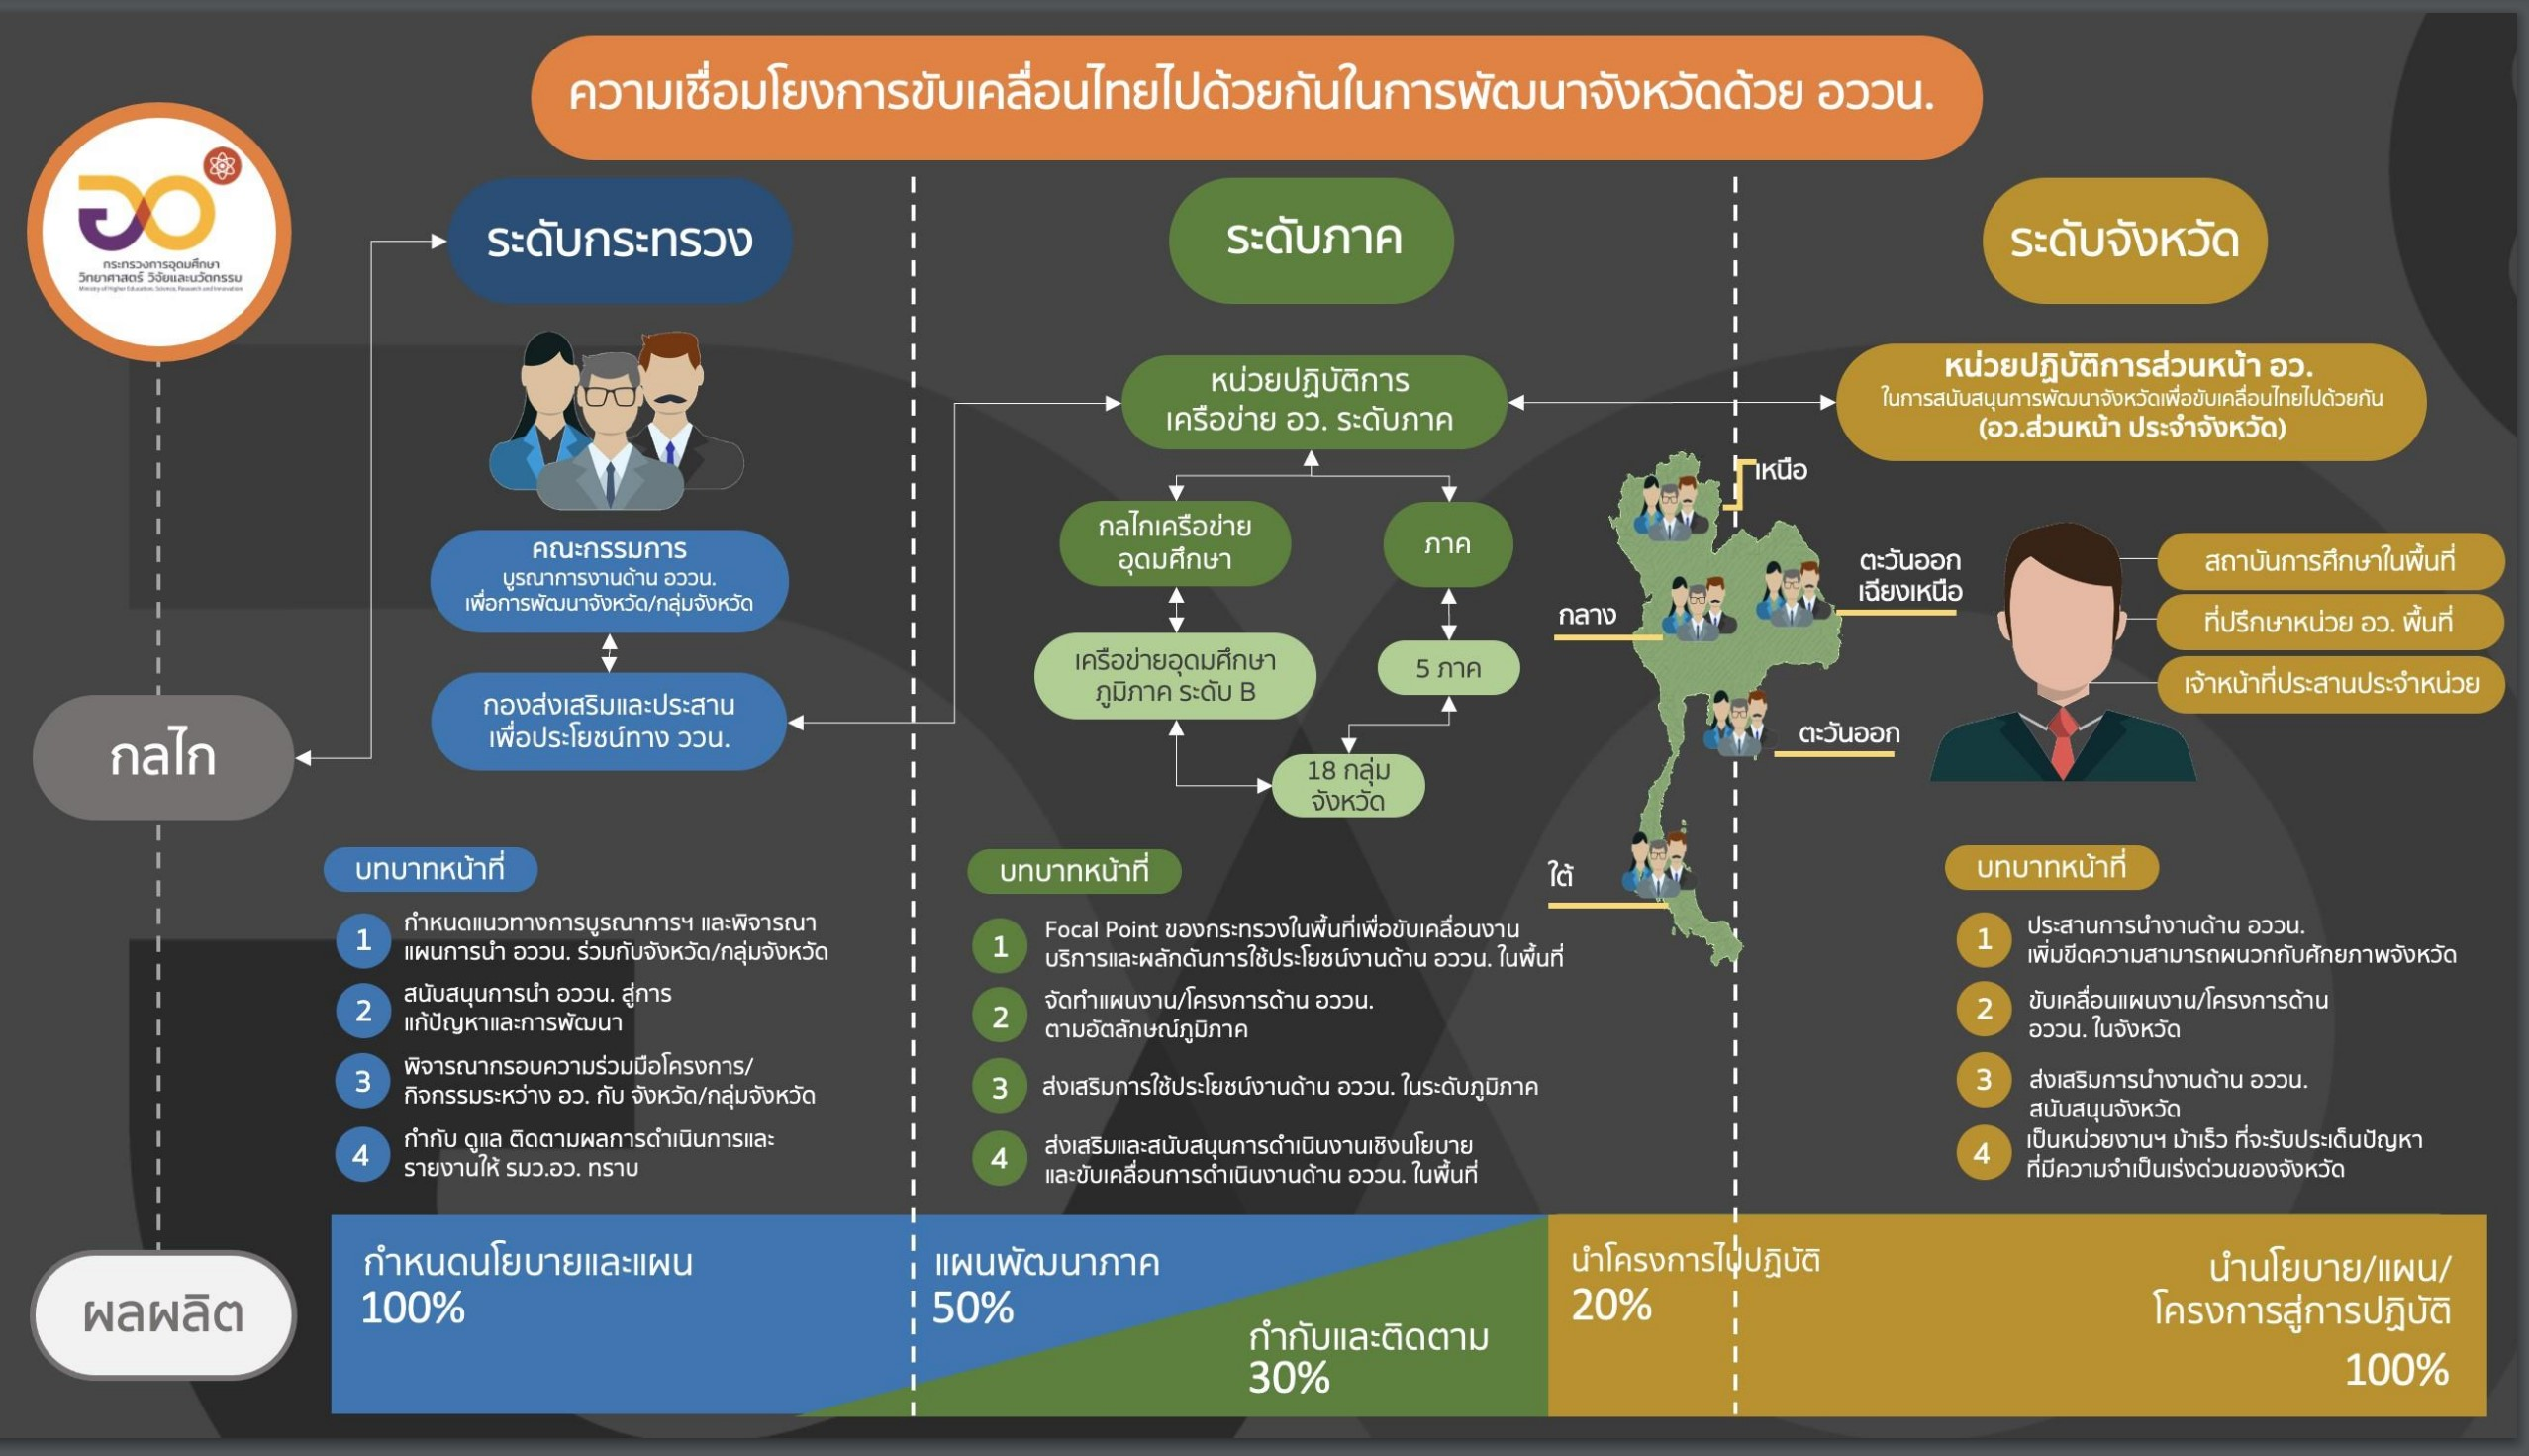 ความเชื่อมโยงการขับเคลื่อนไทยไปด้วยกันในการพัฒนาจังหวัดด้วย อววน.
กระทรวงการอุดมศึกษา
วิทยาศาสตร์ วิจัยและนวัตกรรม
Ministry of Higher Education, Science, Research and Innovation
กลไก
ผลผลิต
ระดับกระทรวง
คณะกรรมการ
บูรณาการงานด้าน อววน.
เพื่อการพัฒนาจังหวัด/กลุ่มจังหวัด
กองส่งเสริมและประสาน
เพื่อประโยชน์ทาง ววน.
บทบาทหน้าที่
1 กำหนดแนวทางการบูรณาการฯ และพิจารณา
แผนการนำ อววน. ร่วมกับจังหวัด/กลุ่มจังหวัด
2 สนับสนุนการนำ อววน. สู่การ
แก้ปัญหาและการพัฒนา
3 พิจารณากรอบความร่วมมือโครงการ/
กิจกรรมระหว่าง อว. กับ จังหวัด/กลุ่มจังหวัด
4 กำกับ ดูแล ติดตามผลการดำเนินการและ
รายงานให้ รมว.อว. ทราบ
ระดับภาค
หน่วยปฏิบัติการ
เครือข่าย อว. ระดับภาค
กลไกเครือข่าย
อุดมศึกษา
ภาค
เครือข่ายอุดมศึกษา
ภูมิภาค ระดับ B
5 ภาค
18 กลุ่ม
จังหวัด
เหนือ
ตะวันออก
เฉียงเหนือ
กลาง
ตะวันออก
ใต้
บทบาทหน้าที่
1 Focal Point ของกระทรวงในพื้นที่เพื่อขับเคลื่อนงาน
บริการและผลักดันการใช้ประโยชน์งานด้าน อววน. ในพื้นที่
2 จัดทำแผนงาน/โครงการด้าน อววน.
ตามอัตลักษณ์ภูมิภาค
3 ส่งเสริมการใช้ประโยชน์งานด้าน อววน. ในระดับภูมิภาค
4 ส่งเสริมและสนับสนุนการดำเนินงานเชิงนโยบาย
และขับเคลื่อนการดำเนินงานด้าน อววน. ในพื้นที่
ระดับจังหวัด
หน่วยปฏิบัติการส่วนหน้า อว.
ในการสนับสนุนการพัฒนาจังหวัดเพื่อขับเคลื่อนไทยไปด้วยกัน
(อว.ส่วนหน้า ประจำจังหวัด)
สถาบันการศึกษาในพื้นที่
ที่ปรึกษาหน่วย อว. พื้นที่
เจ้าหน้าที่ประสานประจำหน่วย
บทบาทหน้าที่
1 ประสานการนำงานด้าน อววน.
เพิ่มขีดความสามารถผนวกกับศักยภาพจังหวัด
2 ขับเคลื่อนแผนงาน/โครงการด้าน
อววน. ในจังหวัด
3 ส่งเสริมการนำงานด้าน อววน.
สนับสนุนจังหวัด
4 เป็นหน่วยงานฯ ม้าเร็ว ที่จะรับประเด็นปัญหา
ที่มีความจำเป็นเร่งด่วนของจังหวัด
กำหนดนโยบายและแผน
100%
แผนพัฒนาภาค
50%
กำกับและติดตาม
30%
นำโครงการไปปฏิบัติ
20%
นำนโยบาย/แผน/
โครงการสู่การปฏิบัติ
100%